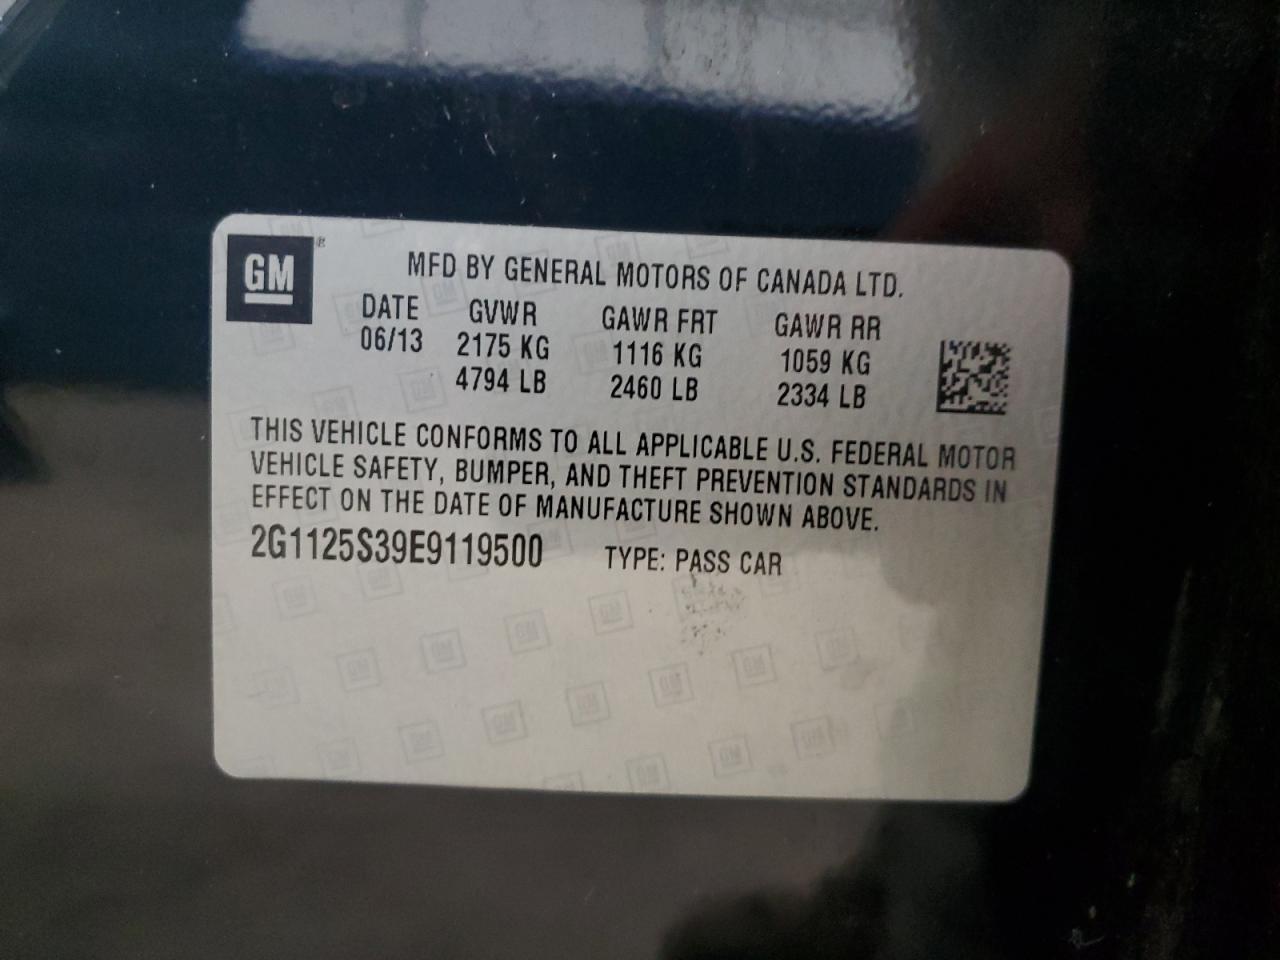 GM ®
MFD BY GENERAL MOTORS OF CANADA LTD.
DATE GVWR GAWR FRT GAWR RR
06/13 2175 KG 1116 KG 1059 KG
4794 LB 2460 LB 2334 LB
THIS VEHICLE CONFORMS TO ALL APPLICABLE U.S. FEDERAL MOTOR
VEHICLE SAFETY, BUMPER, AND THEFT PREVENTION STANDARDS IN
EFFECT ON THE DATE OF MANUFACTURE SHOWN ABOVE.
2G1125S39E9119500 TYPE: PASS CAR